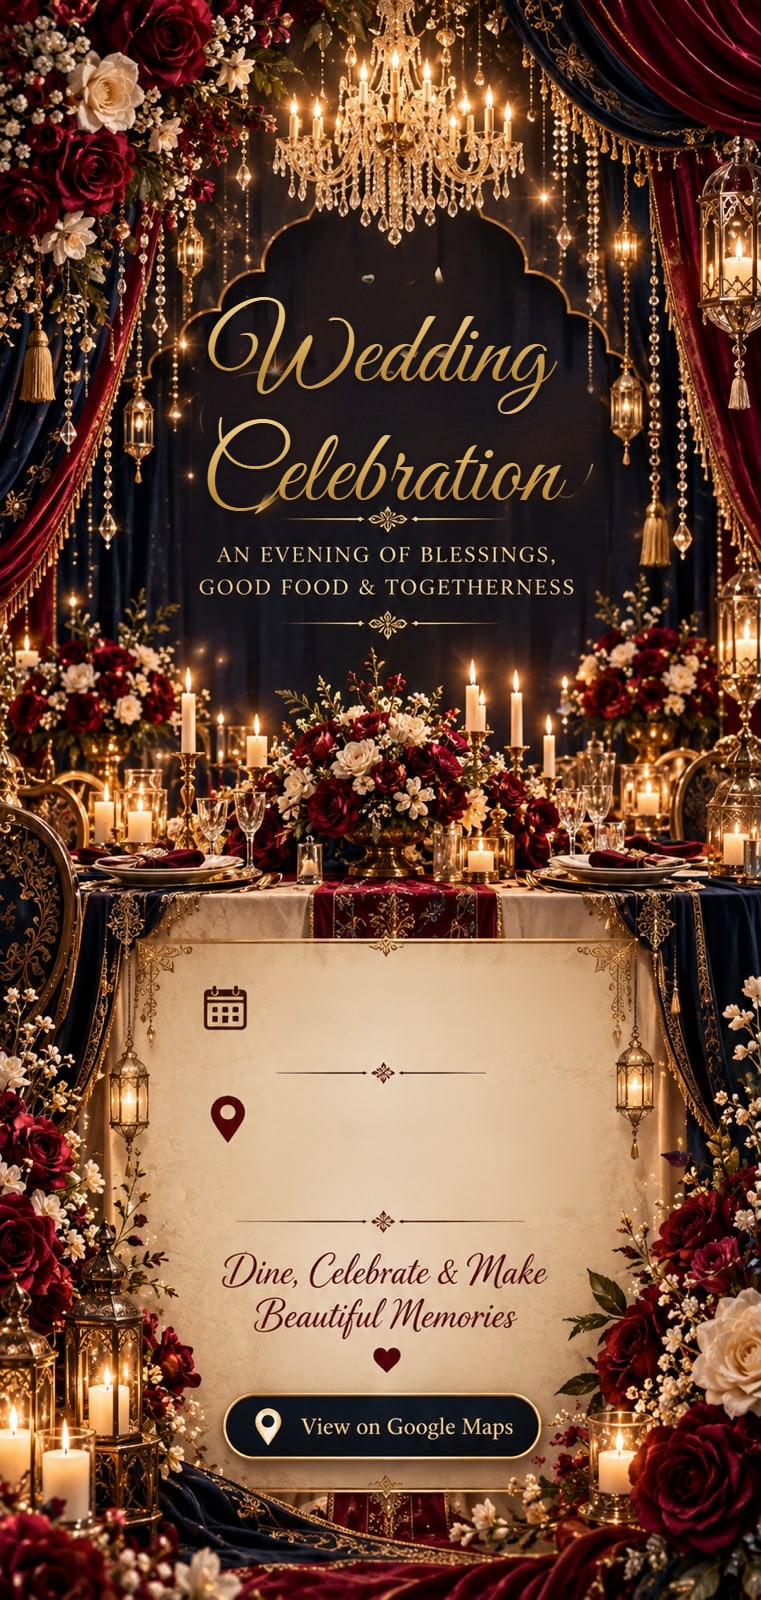 Wedding
Celebration
AN EVENING OF BLESSINGS,
GOOD FOOD & TOGETHERNESS
Dine, Celebrate & Make
Beautiful Memories
View on Google Maps